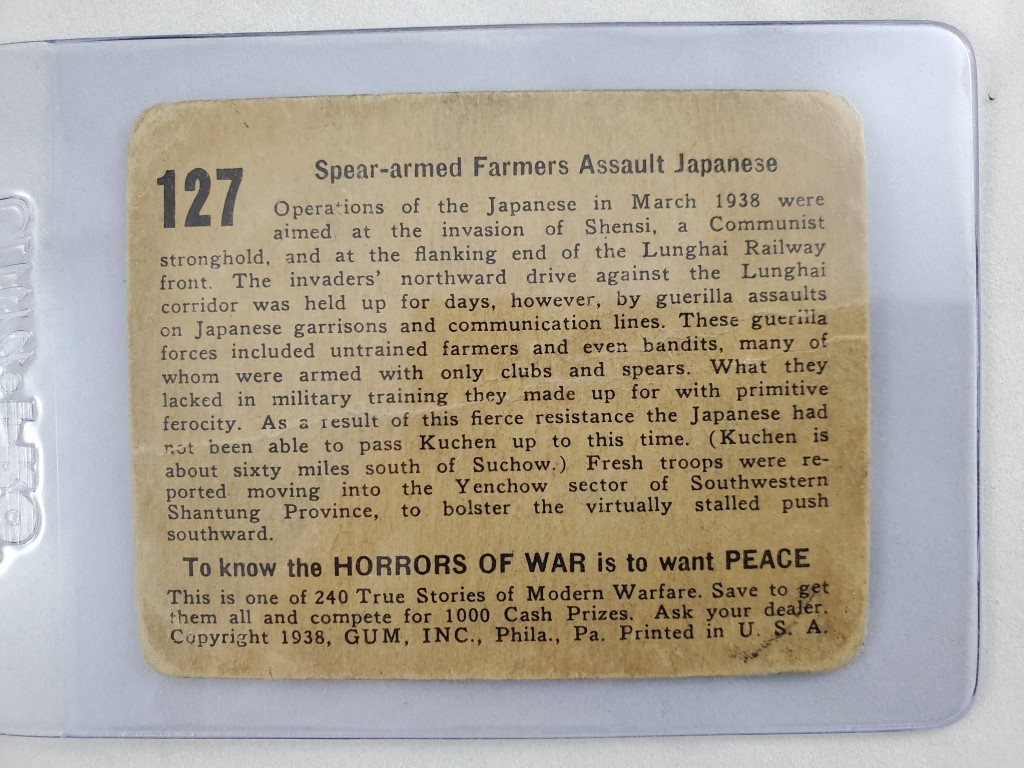 127
Spear-armed Farmers Assault Japanese
Operations of the Japanese in March 1938 were
aimed at the invasion of Shensi, a Communist
stronghold, and at the flanking end of the Lunghai Railway
front. The invaders' northward drive against the Lunghai
corridor was held up for days, however, by guerilla assaults
on Japanese garrisons and communication lines. These guerilla
forces included untrained farmers and even bandits, many of
whom were armed with only clubs and spears. What they
lacked in military training they made up for with primitive
ferocity. As a result of this fierce resistance the Japanese had
not been able to pass Kuchen up to this time. (Kuchen is
about sixty miles south of Suchow.) Fresh troops were re-
ported moving into the Yenchow sector of Southwestern
Shantung Province, to bolster the virtually stalled push
southward.
To know the HORRORS OF WAR is to want PEACE
This is one of 240 True Stories of Modern Warfare. Save to get
them all and compete for 1000 Cash Prizes. Ask your dealer.
Copyright 1938, GUM, INC., Phila., Pa. Printed in U. S. A.